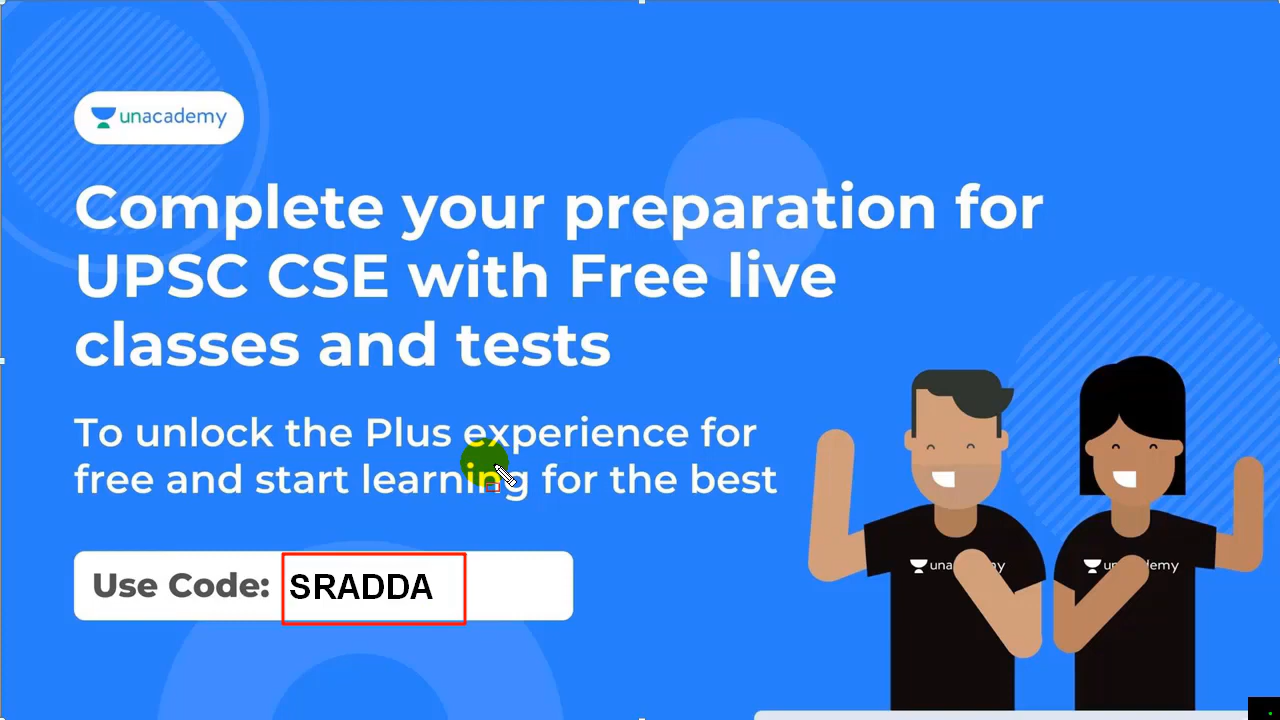 unacademy
Complete your preparation for
UPSC CSE with Free live
classes and tests
To unlock the Plus experience for
free and start learning for the best
Use Code: SRADDA